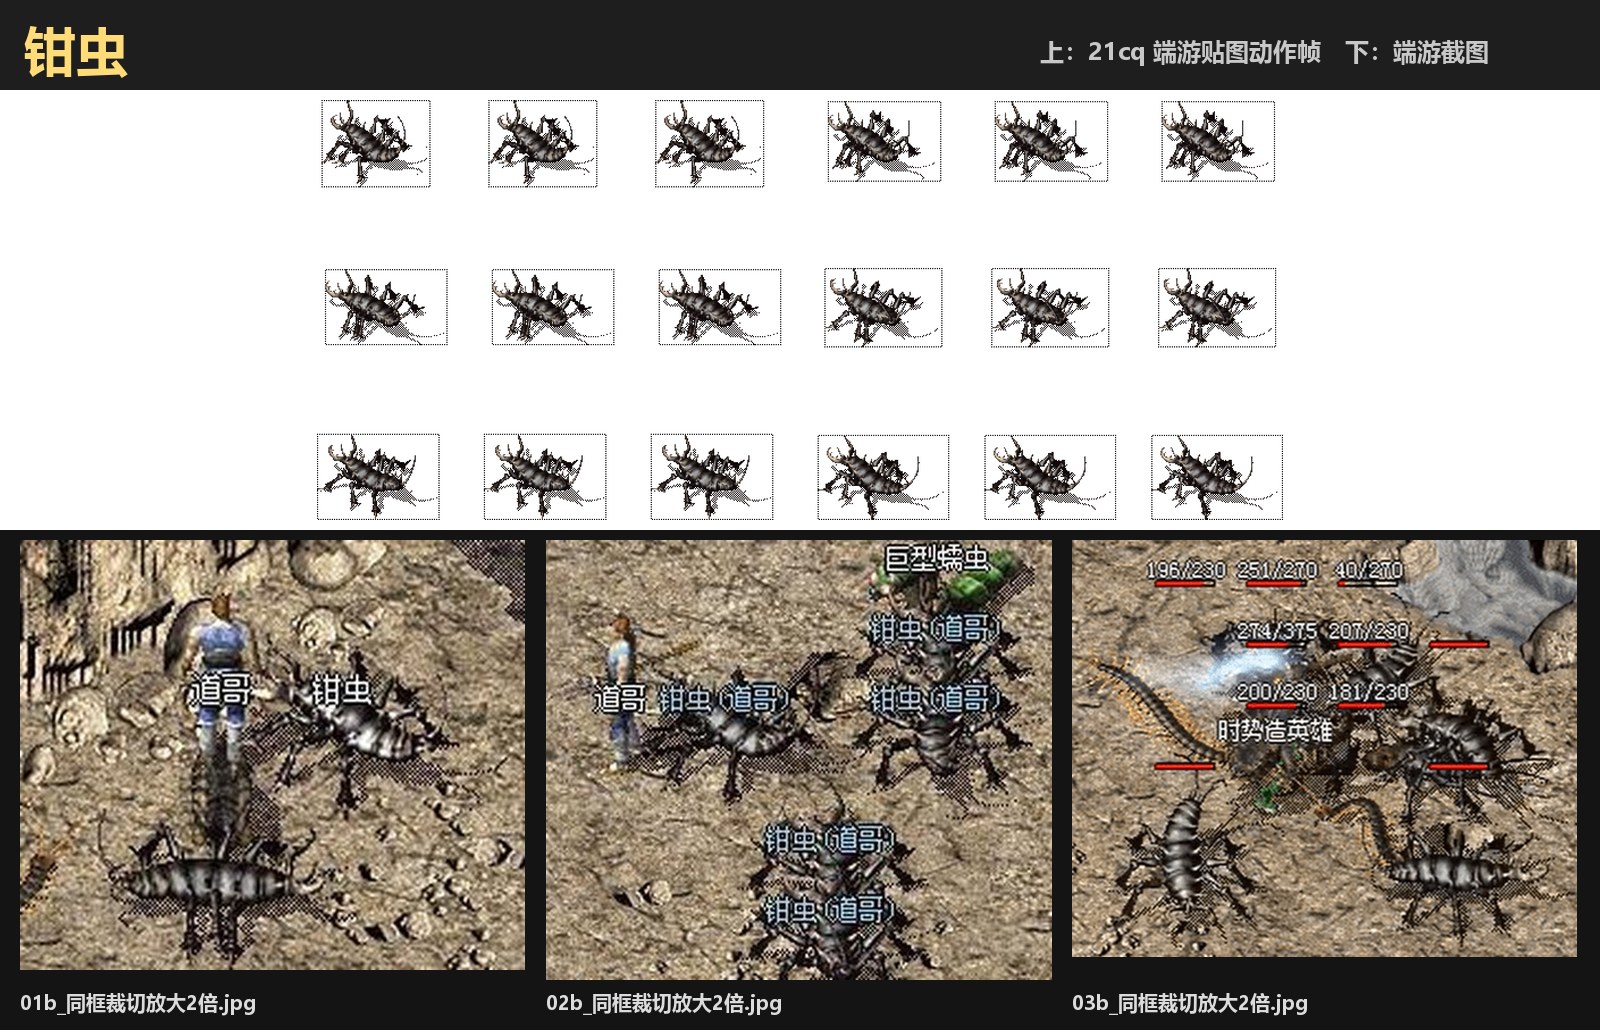 钳虫
上：21cq 端游贴图动作帧　下：端游截图
道哥
钳虫
巨型蠕虫
钳虫(道哥)
道哥
钳虫(道哥)
钳虫(道哥)
钳虫(道哥)
钳虫(道哥)
196/230 251/270 40/270
274/375 207/230
200/230 181/230
时势造英雄
01b_同框裁切放大2倍.jpg
02b_同框裁切放大2倍.jpg
03b_同框裁切放大2倍.jpg